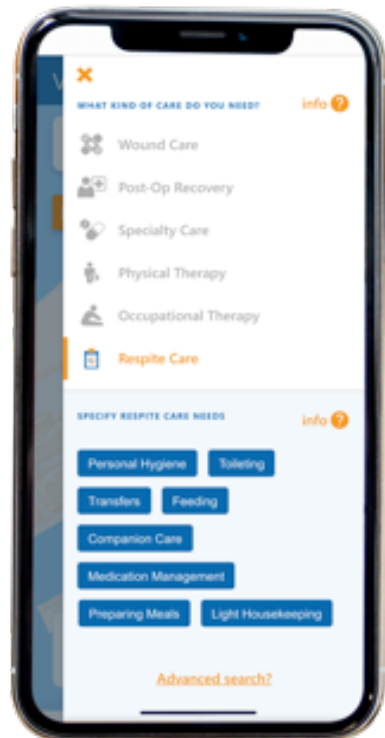 WHAT KIND OF CARE DO YOU NEED? info ?
Wound Care
Post-Op Recovery
Specialty Care
Physical Therapy
Occupational Therapy
Respite Care
SPECIFY RESPITE CARE NEEDS info ?
Personal Hygiene Toileting
Transfers Feeding
Companion Care
Medication Management
Preparing Meals Light Housekeeping
Advanced search?